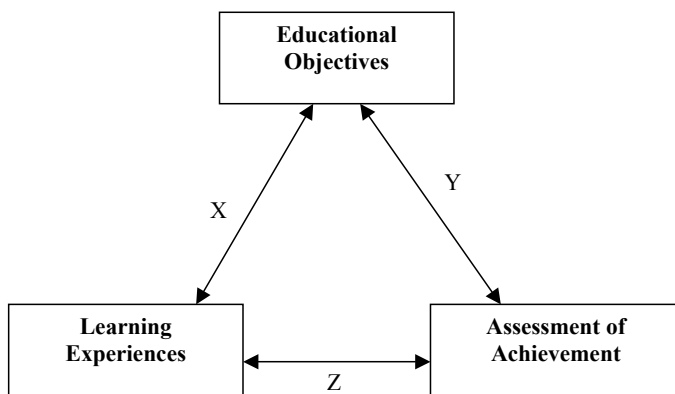 Educational
Objectives
X
Y
Learning
Experiences
Assessment of
Achievement
Z